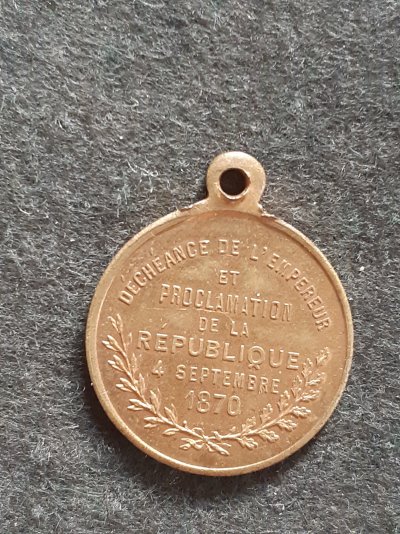 DÉCHÉANCE DE L'EMPEREUR
ET
PROCLAMATION
DE LA
RÉPUBLIQUE
4 SEPTEMBRE
1870